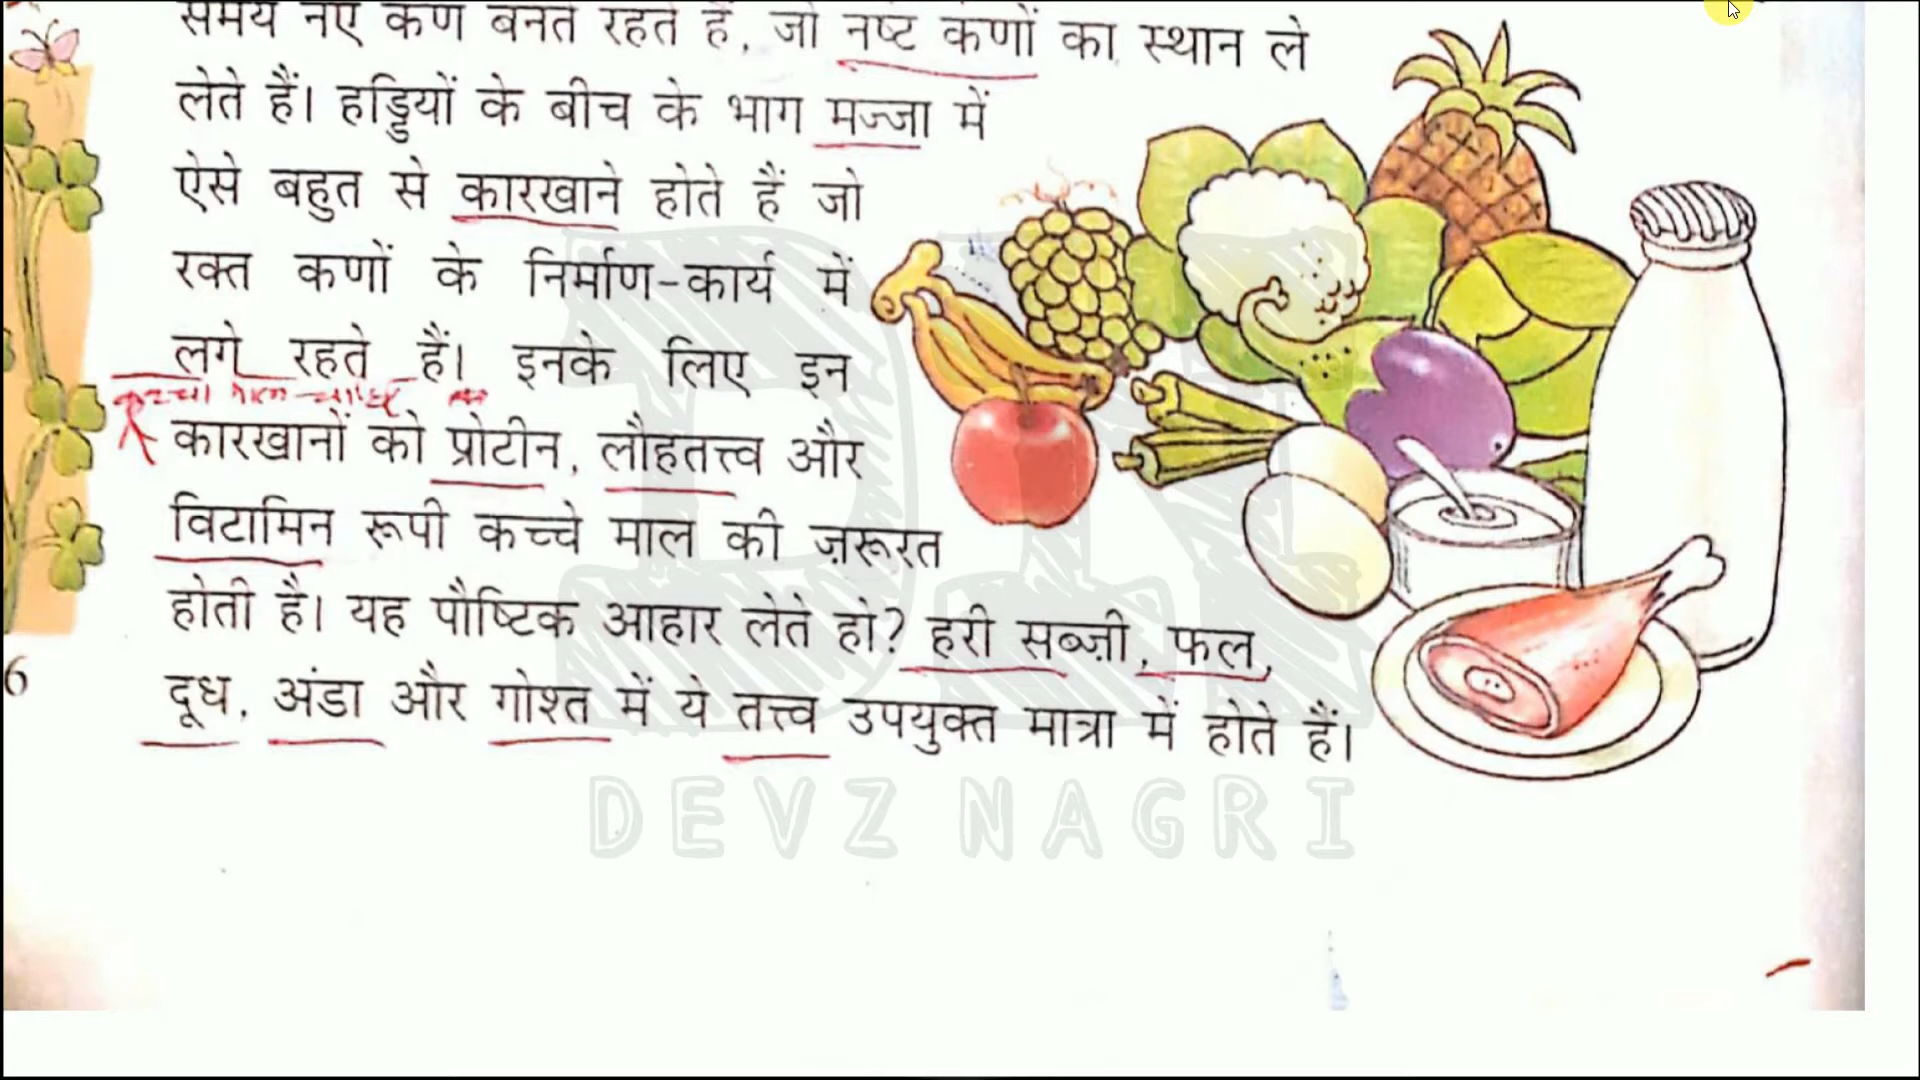 समय नए कण बनते रहते हैं, जो नष्ट कणों का स्थान ले
लेते हैं। हड्डियों के बीच के भाग मज्जा में
ऐसे बहुत से कारखाने होते हैं जो
रक्त कणों के निर्माण-कार्य में
लगे रहते हैं। इनके लिए इन
कारखानों को प्रोटीन, लौहतत्त्व और
विटामिन रूपी कच्चे माल की ज़रूरत
होती है। यह पौष्टिक आहार लेते हो? हरी सब्ज़ी, फल,
6
दूध, अंडा और गोश्त में ये तत्त्व उपयुक्त मात्रा में होते हैं।
DEVZ NAGRI